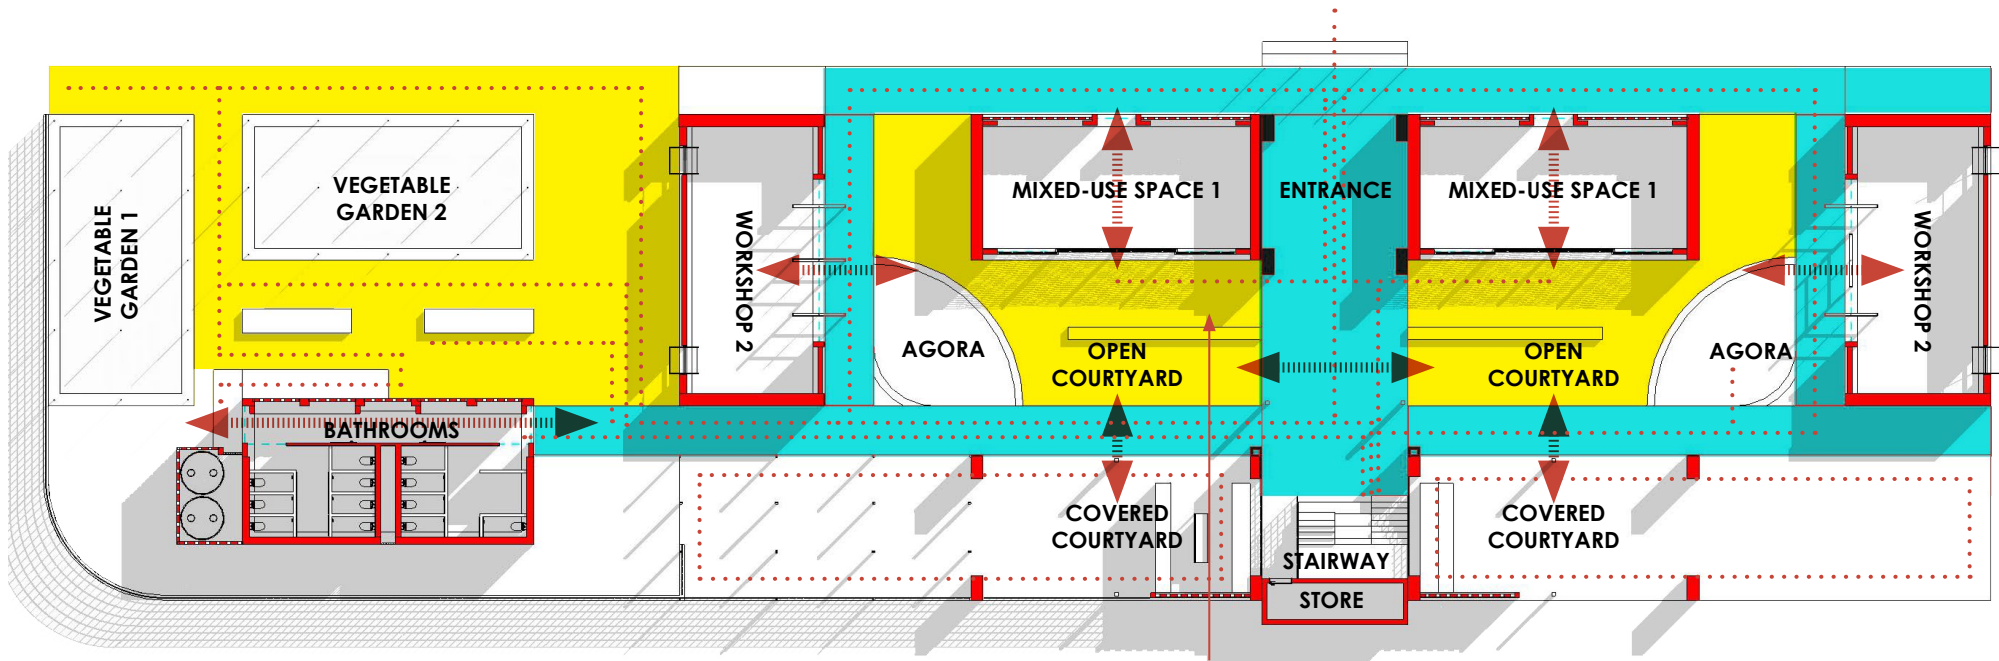 VEGETABLE
GARDEN 1
VEGETABLE
GARDEN 2
WORKSHOP 2
MIXED-USE SPACE 1
ENTRANCE
MIXED-USE SPACE 1
WORKSHOP 2
AGORA
OPEN
COURTYARD
OPEN
COURTYARD
AGORA
BATHROOMS
COVERED
COURTYARD
COVERED
COURTYARD
STAIRWAY
STORE